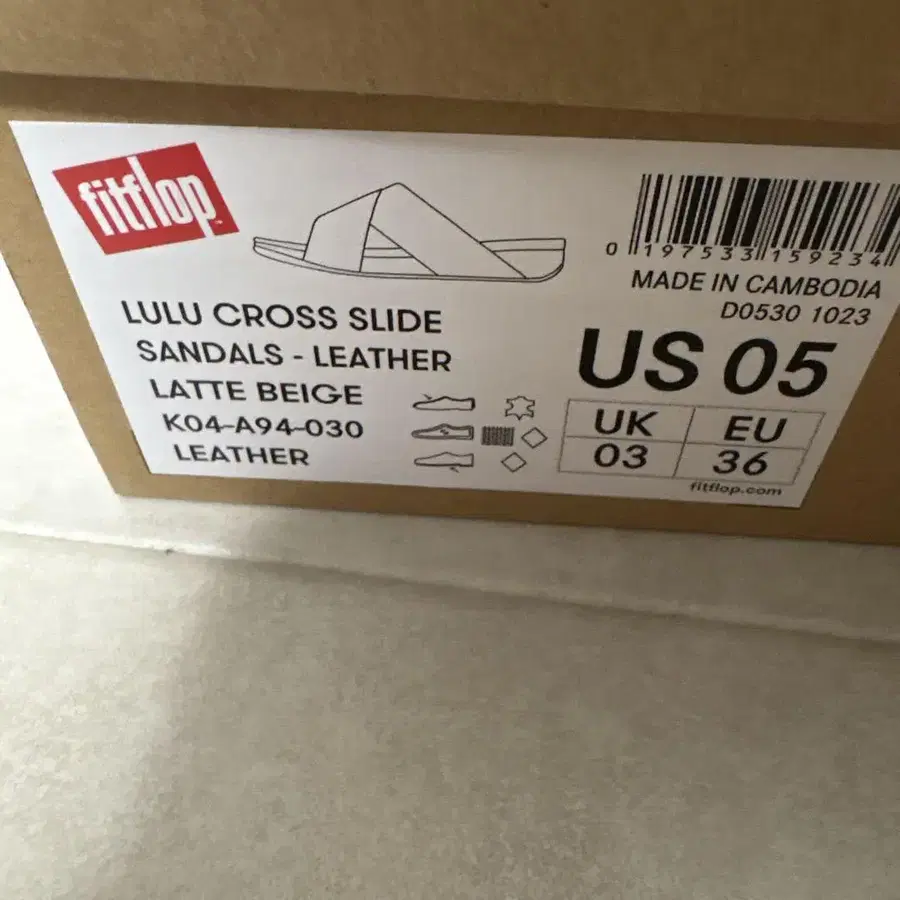 fitflop™
LULU CROSS SLIDE
SANDALS - LEATHER
LATTE BEIGE
K04-A94-030
LEATHER
0 197533 159234
MADE IN CAMBODIA
D0530 1023
US 05
UK EU
03 36
fitflop.com